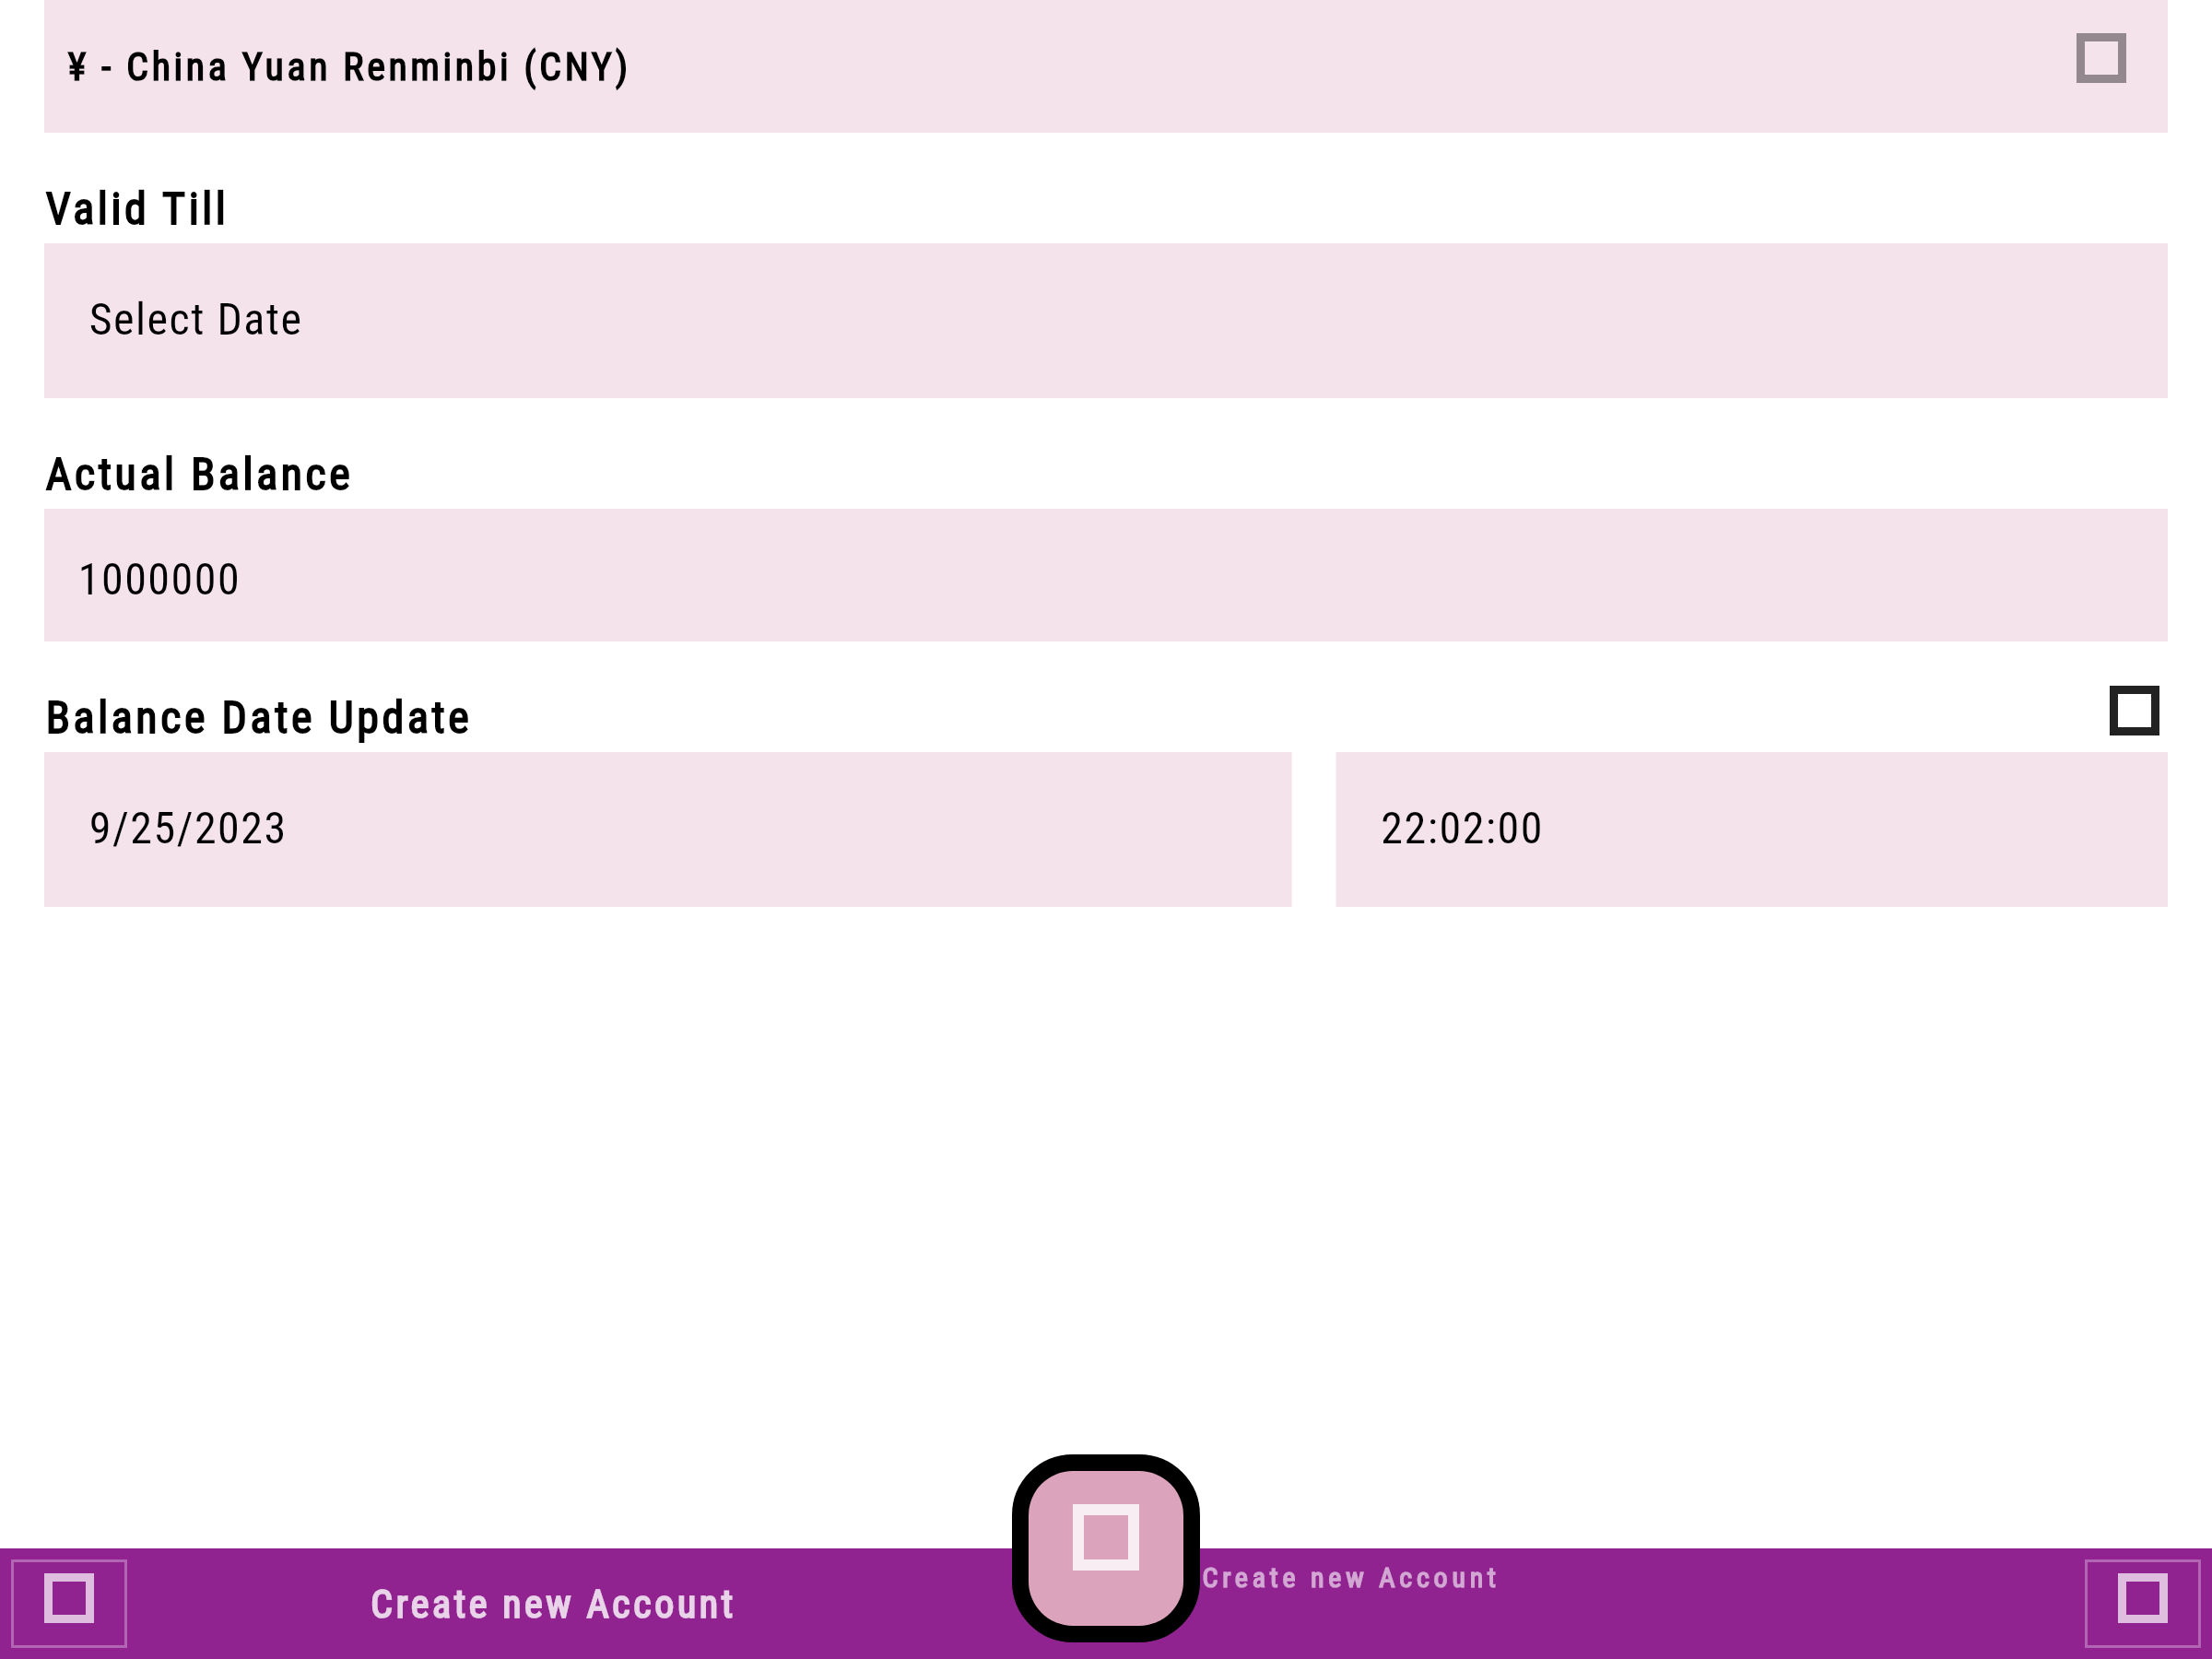 ¥ - China Yuan Renminbi (CNY)
Valid Till
Select Date
Actual Balance
1000000
Balance Date Update
9/25/2023
22:02:00
Create new Account
Create new Account